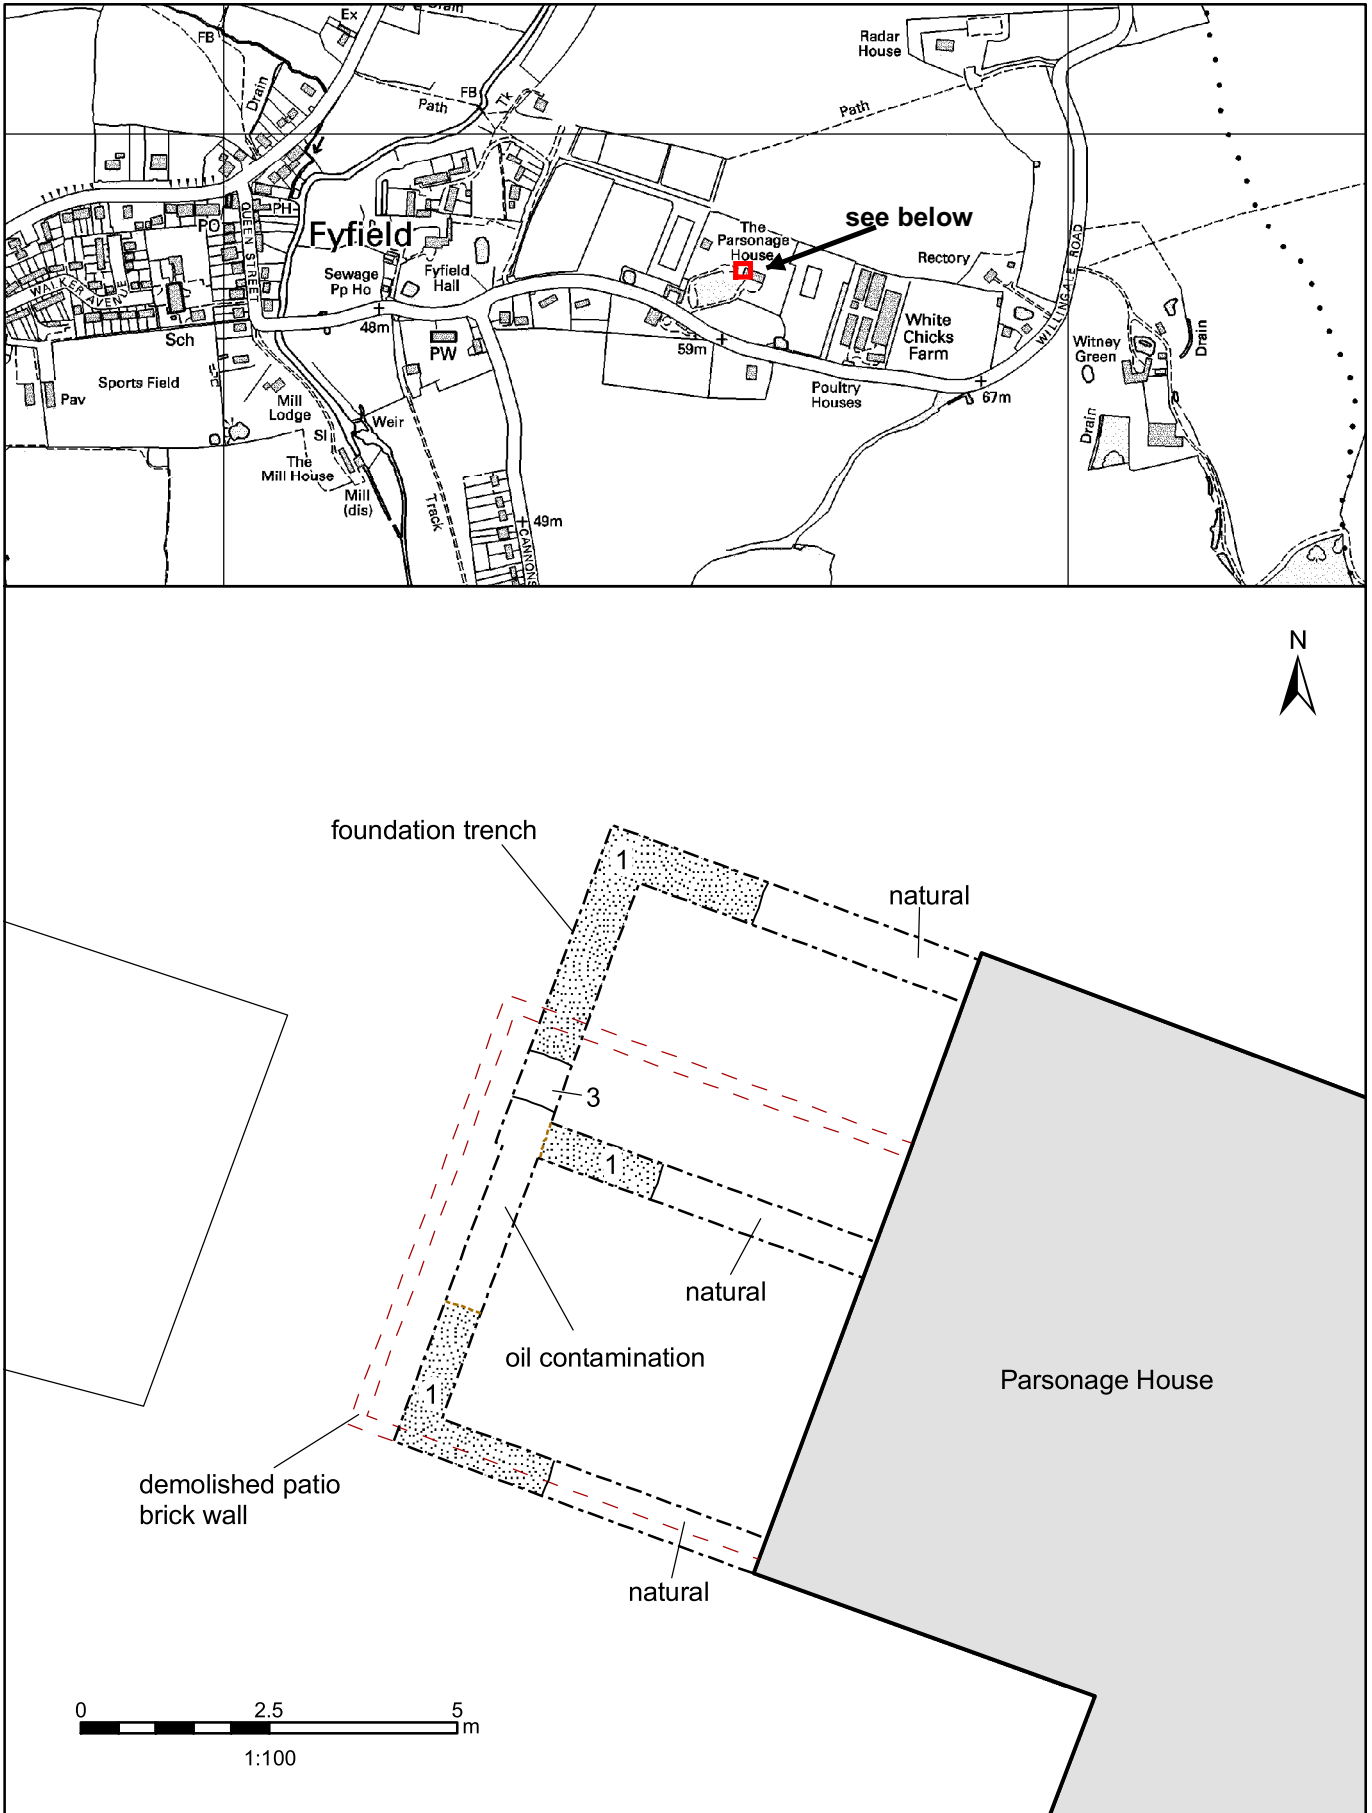 Ex
Drain
FB
Radar
House
Drain
Path
FB
Tk
Path
see below
PO
QUEEN STREET
PH
Fyfield
The
Parsonage
House
Sewage
Pp Ho
Fyfield
Hall
Rectory
WILLINGALE ROAD
WALKER AVENUE
48m
Sch
PW
59m
White
Chicks
Farm
Witney
Green
Drain
Sports Field
Pav
Mill
Lodge
Poultry
Houses
67m
Weir
Sl
The
Mill House
Mill
(dis)
Track
49m
CANNONS
Drain
N
foundation trench
1
natural
3
1
natural
oil contamination
Parsonage House
1
demolished patio
brick wall
natural
0 2.5 5
m
1:100